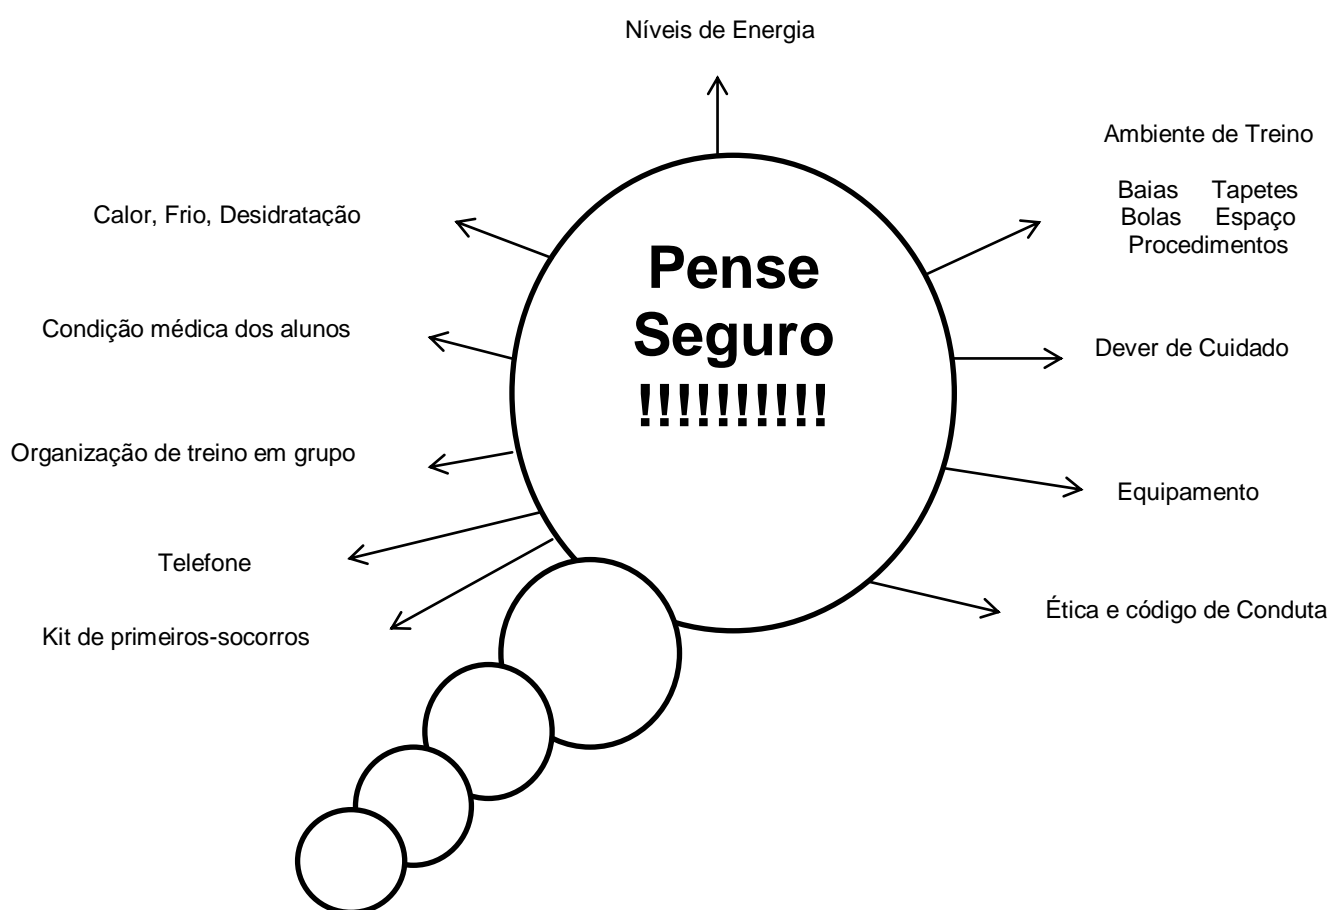 Níveis de Energia
Ambiente de Treino
Baias Tapetes
Bolas Espaço
Procedimentos
Calor, Frio, Desidratação
Pense
Seguro
!!!!!!!!!!
Condição médica dos alunos
Dever de Cuidado
Organização de treino em grupo
Equipamento
Telefone
Ética e código de Conduta
Kit de primeiros-socorros